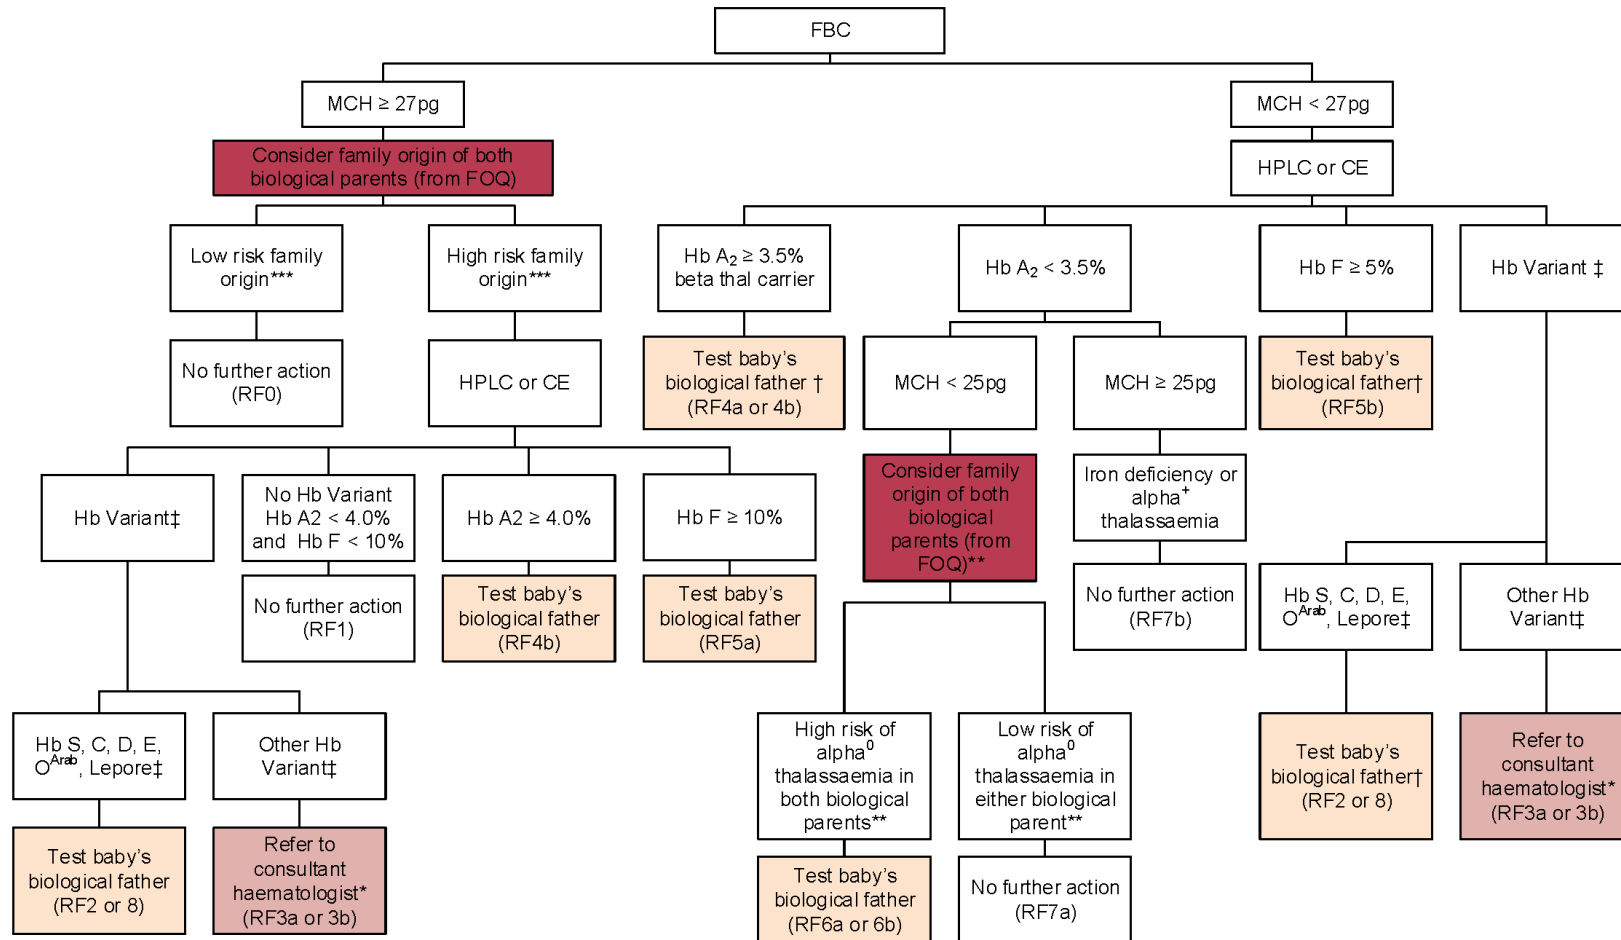 FBC
MCH ≥ 27pg
MCH < 27pg
Consider family origin of both
biological parents (from FOQ)
HPLC or CE
Low risk family
origin***
High risk family
origin***
Hb A₂ ≥ 3.5%
beta thal carrier
Hb A₂ < 3.5%
Hb F ≥ 5%
Hb Variant ‡
No further action
(RF0)
HPLC or CE
Test baby's
biological father †
(RF4a or 4b)
MCH < 25pg
MCH ≥ 25pg
Test baby's
biological father†
(RF5b)
Hb Variant‡
No Hb Variant
Hb A2 < 4.0%
and Hb F < 10%
Hb A2 ≥ 4.0%
Hb F ≥ 10%
Consider family
origin of both
biological
parents (from
FOQ)**
Iron deficiency or
alpha⁺
thalassaemia
No further action
(RF1)
Test baby's
biological father
(RF4b)
Test baby's
biological father
(RF5a)
No further action
(RF7b)
Hb S, C, D, E,
Oᴬʳᵃᵇ, Lepore‡
Other Hb
Variant‡
Hb S, C, D, E,
Oᴬʳᵃᵇ, Lepore‡
Other Hb
Variant‡
High risk of
alpha⁰
thalassaemia in
both biological
parents**
Low risk of
alpha⁰
thalassaemia in
either biological
parent**
Test baby's
biological father†
(RF2 or 8)
Refer to
consultant
haematologist*
(RF3a or 3b)
Test baby's
biological father
(RF2 or 8)
Refer to
consultant
haematologist*
(RF3a or 3b)
Test baby's
biological father
(RF6a or 6b)
No further action
(RF7a)